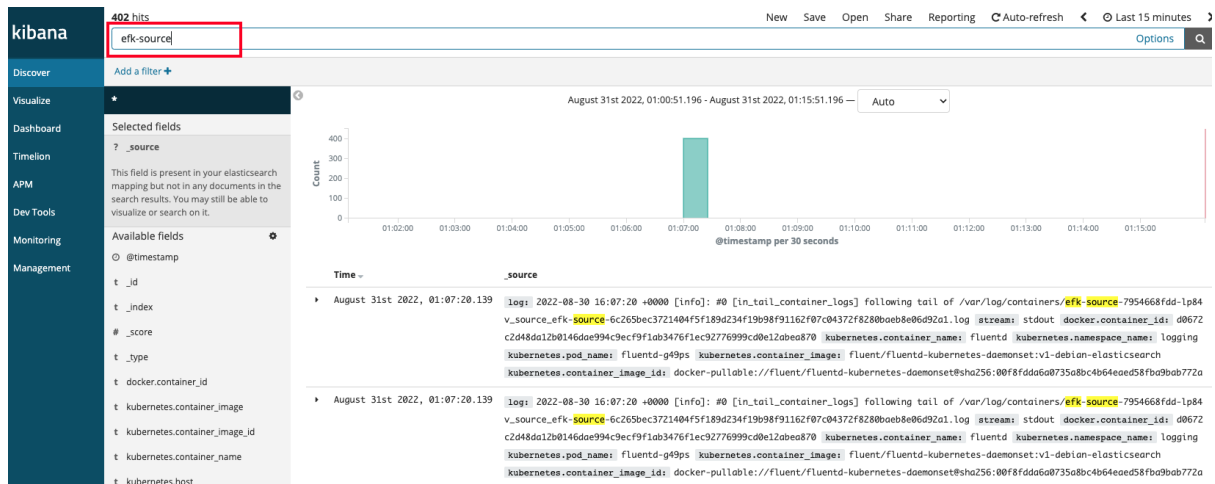 402 hits
New Save Open Share Reporting Auto-refresh Last 15 minutes
kibana
efk-source
Options
Discover
Visualize
Dashboard
Timelion
APM
Dev Tools
Monitoring
Management
Add a filter +
*
Selected fields
? _source
This field is present in your elasticsearch
mapping but not in any documents in the
search results. You may still be able to
visualize or search on it.
Available fields
@timestamp
t _id
t _index
# _score
t _type
t docker.container_id
t kubernetes.container_image
t kubernetes.container_image_id
t kubernetes.container_name
t kubernetes.host
August 31st 2022, 01:00:51.196 - August 31st 2022, 01:15:51.196 — Auto
Count
400
300
200
100
0
01:02:00 01:03:00 01:04:00 01:05:00 01:06:00 01:07:00 01:08:00 01:09:00 01:10:00 01:11:00 01:12:00 01:13:00 01:14:00 01:15:00
@timestamp per 30 seconds
Time _source
August 31st 2022, 01:07:20.139 log: 2022-08-30 16:07:20 +0000 [info]: #0 [in_tail_container_logs] following tail of /var/log/containers/efk-source-7954668fdd-lp84
v_source_efk-source-6c265bec3721404f5f189d234f19b98f91162f07c04372f8280baeb8e06d92a1.log stream: stdout docker.container_id: d0672
c2d48da12b0146dae994c9ecf9f1ab3476f1ec92776999cd0e12abea870 kubernetes.container_name: fluentd kubernetes.namespace_name: logging
kubernetes.pod_name: fluentd-g49ps kubernetes.container_image: fluent/fluentd-kubernetes-daemonset:v1-debian-elasticsearch
kubernetes.container_image_id: docker-pullable://fluent/fluentd-kubernetes-daemonset@sha256:00f8fdda6a0735a8bc4b64eaed58fba9bab772a
August 31st 2022, 01:07:20.139 log: 2022-08-30 16:07:20 +0000 [info]: #0 [in_tail_container_logs] following tail of /var/log/containers/efk-source-7954668fdd-lp84
v_source_efk-source-6c265bec3721404f5f189d234f19b98f91162f07c04372f8280baeb8e06d92a1.log stream: stdout docker.container_id: d0672
c2d48da12b0146dae994c9ecf9f1ab3476f1ec92776999cd0e12abea870 kubernetes.container_name: fluentd kubernetes.namespace_name: logging
kubernetes.pod_name: fluentd-g49ps kubernetes.container_image: fluent/fluentd-kubernetes-daemonset:v1-debian-elasticsearch
kubernetes.container_image_id: docker-pullable://fluent/fluentd-kubernetes-daemonset@sha256:00f8fdda6a0735a8bc4b64eaed58fba9bab772a